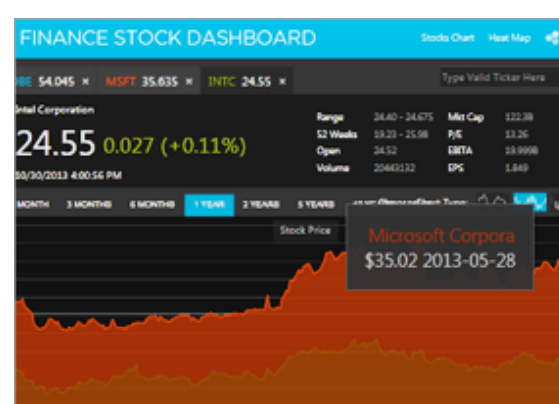 FINANCE STOCK DASHBOARD
Stocks Chart Heat Map
54.045 × MSFT 35.635 × INTC 24.55 ×
Type Valid Ticker Here
Intel Corporation
24.55 0.027 (+0.11%)
10/30/2013 4:00:56 PM
Range 24.40 - 24.675 Mkt Cap 122.38
52 Weeks 19.23 - 25.98 P/E 13.26
Open 24.52 EBITA 19.999B
Volume 20443132 EPS 1.849
MONTH 3 MONTHS 6 MONTHS 1 YEAR 2 YEARS 5 YEARS
Stock Price
Microsoft Corpora
$35.02 2013-05-28